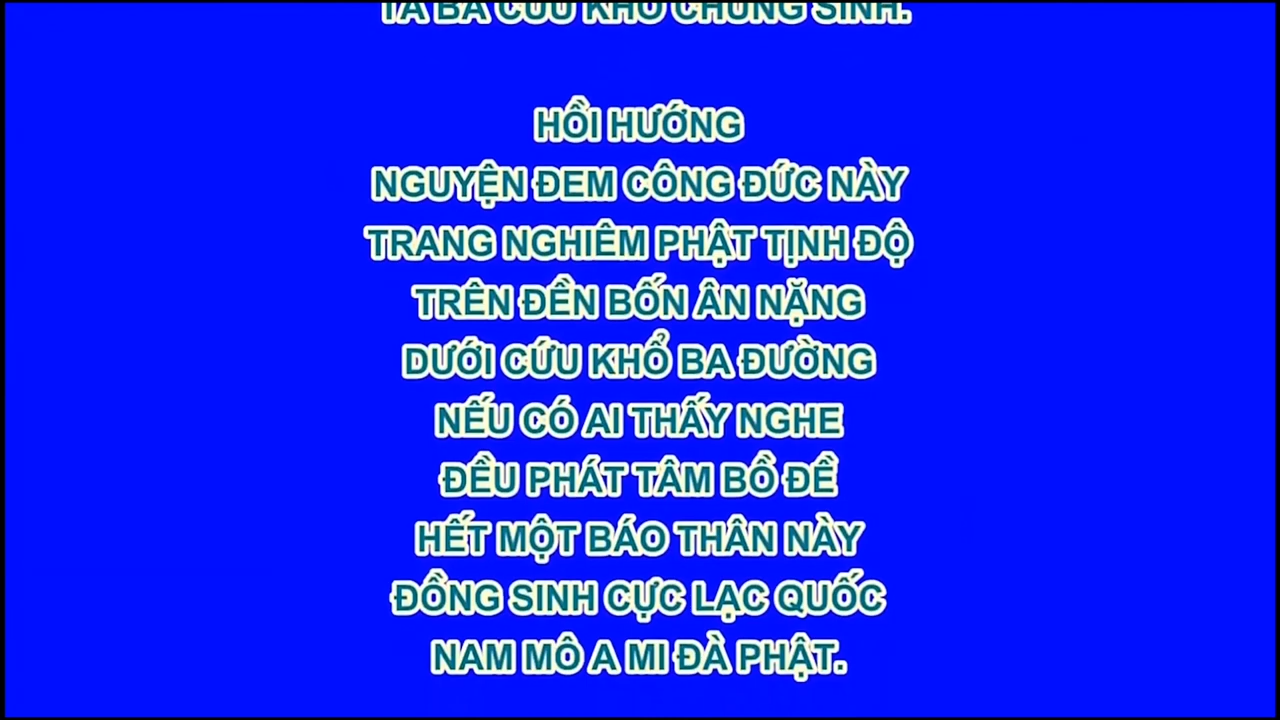 TA BÀ CỨU KHỔ CHÚNG SINH.
HỒI HƯỚNG
NGUYỆN ĐEM CÔNG ĐỨC NÀY
TRANG NGHIÊM PHẬT TỊNH ĐỘ
TRÊN ĐỀN BỐN ÂN NẶNG
DƯỚI CỨU KHỔ BA ĐƯỜNG
NẾU CÓ AI THẤY NGHE
ĐỀU PHÁT TÂM BỒ ĐỀ
HẾT MỘT BÁO THÂN NÀY
ĐỒNG SINH CỰC LẠC QUỐC
NAM MÔ A MI ĐÀ PHẬT.